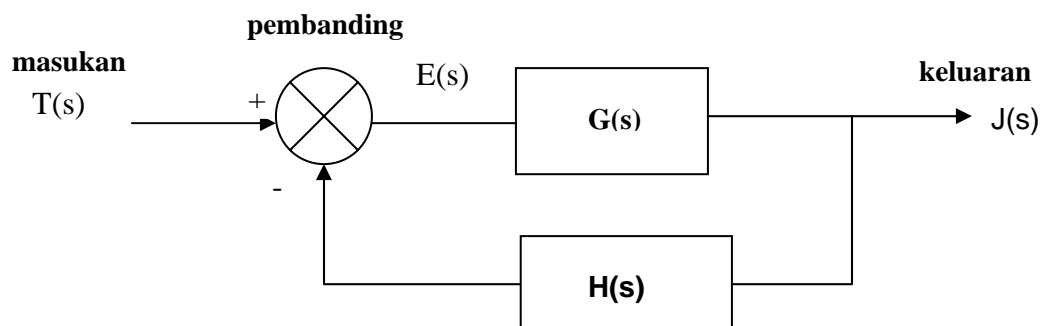 pembanding
masukan
T(s)
+
E(s)
G(s)
keluaran
J(s)
-
H(s)